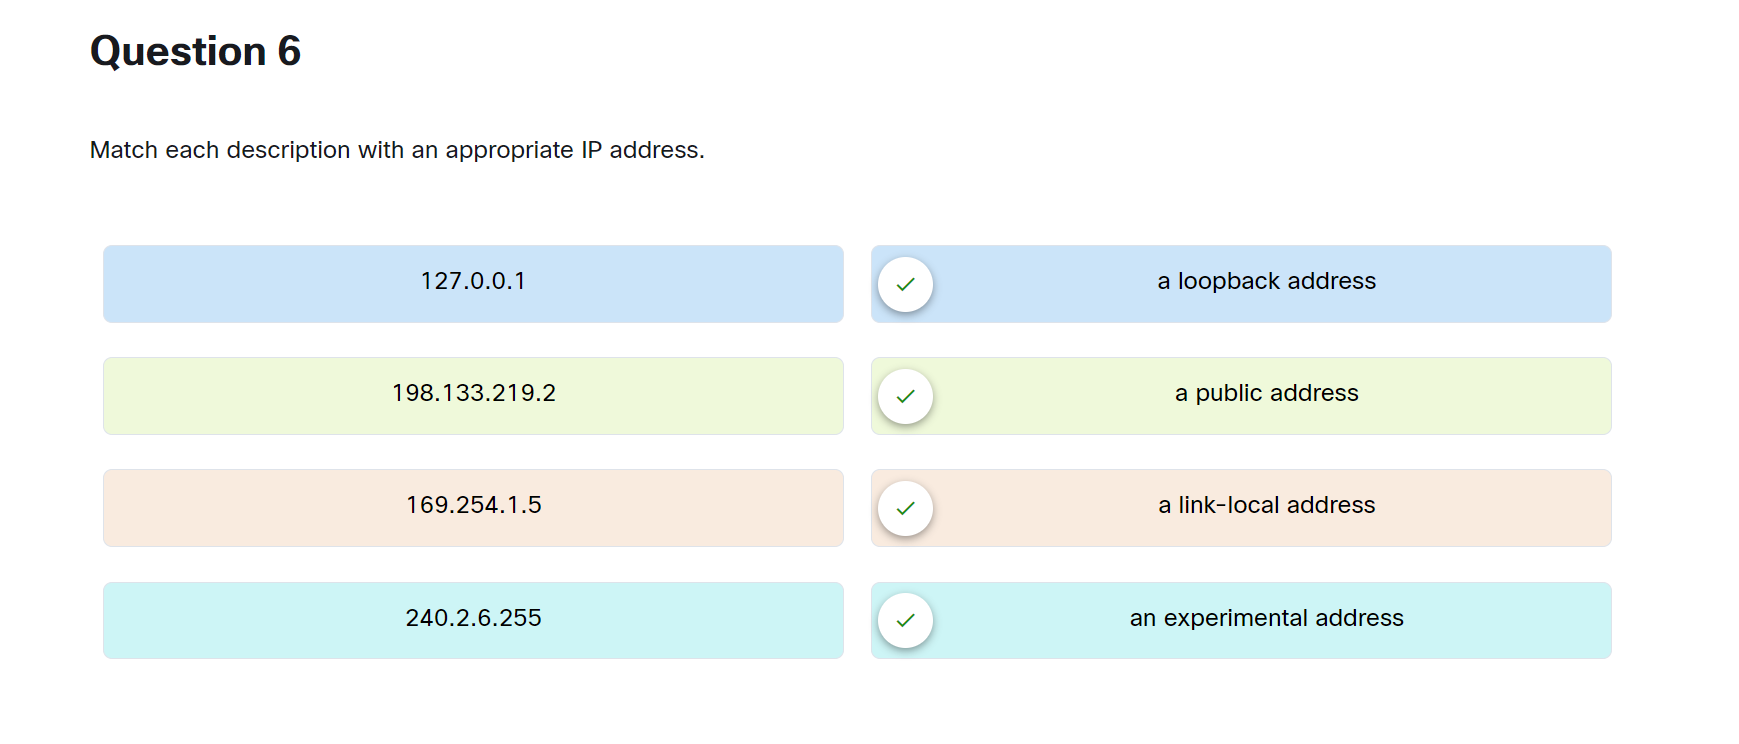 Question 6
Match each description with an appropriate IP address.
127.0.0.1
a loopback address
198.133.219.2
a public address
169.254.1.5
a link-local address
240.2.6.255
an experimental address